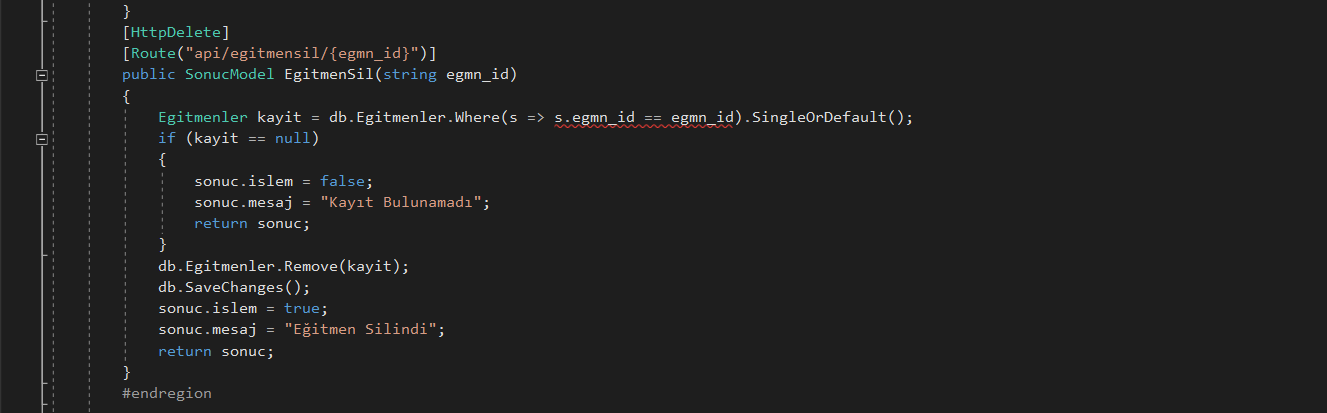 }
[HttpDelete]
[Route("api/egitmensil/{egmn_id}")]
public SonucModel EgitmenSil(string egmn_id)
{
Egitmenler kayit = db.Egitmenler.Where(s => s.egmn_id == egmn_id).SingleOrDefault();
if (kayit == null)
{
sonuc.islem = false;
sonuc.mesaj = "Kayıt Bulunamadı";
return sonuc;
}
db.Egitmenler.Remove(kayit);
db.SaveChanges();
sonuc.islem = true;
sonuc.mesaj = "Eğitmen Silindi";
return sonuc;
}
#endregion